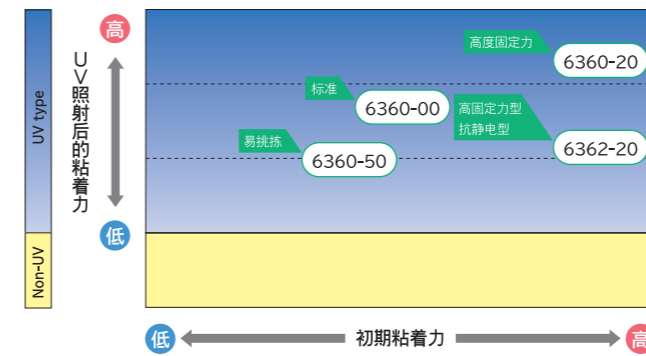 高
UV照射后的粘着力
低
UV type
Non-UV
高度固定力
6360-20
标准
6360-00
高固定力型
抗静电型
6362-20
易挑拣
6360-50
低
初期粘着力
高